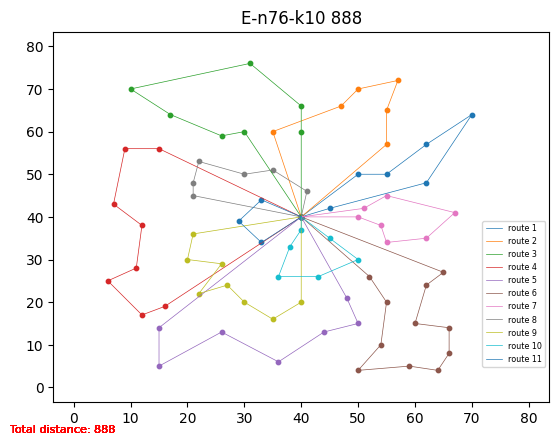 E-n76-k10 888
80
70
60
50
40
30
20
10
0
0 10 20 30 40 50 60 70 80
route 1
route 2
route 3
route 4
route 5
route 6
route 7
route 8
route 9
route 10
route 11
Total distance: 888